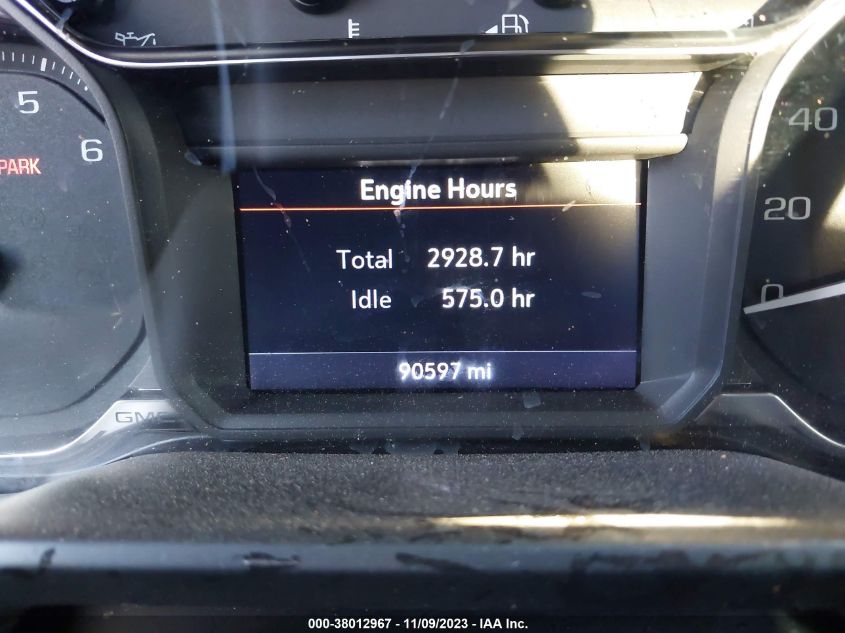 5
6
PARK
40
20
0
Engine Hours
Total 2928.7 hr
Idle 575.0 hr
90597 mi
GMC
000-38012967 - 11/09/2023 - IAA Inc.